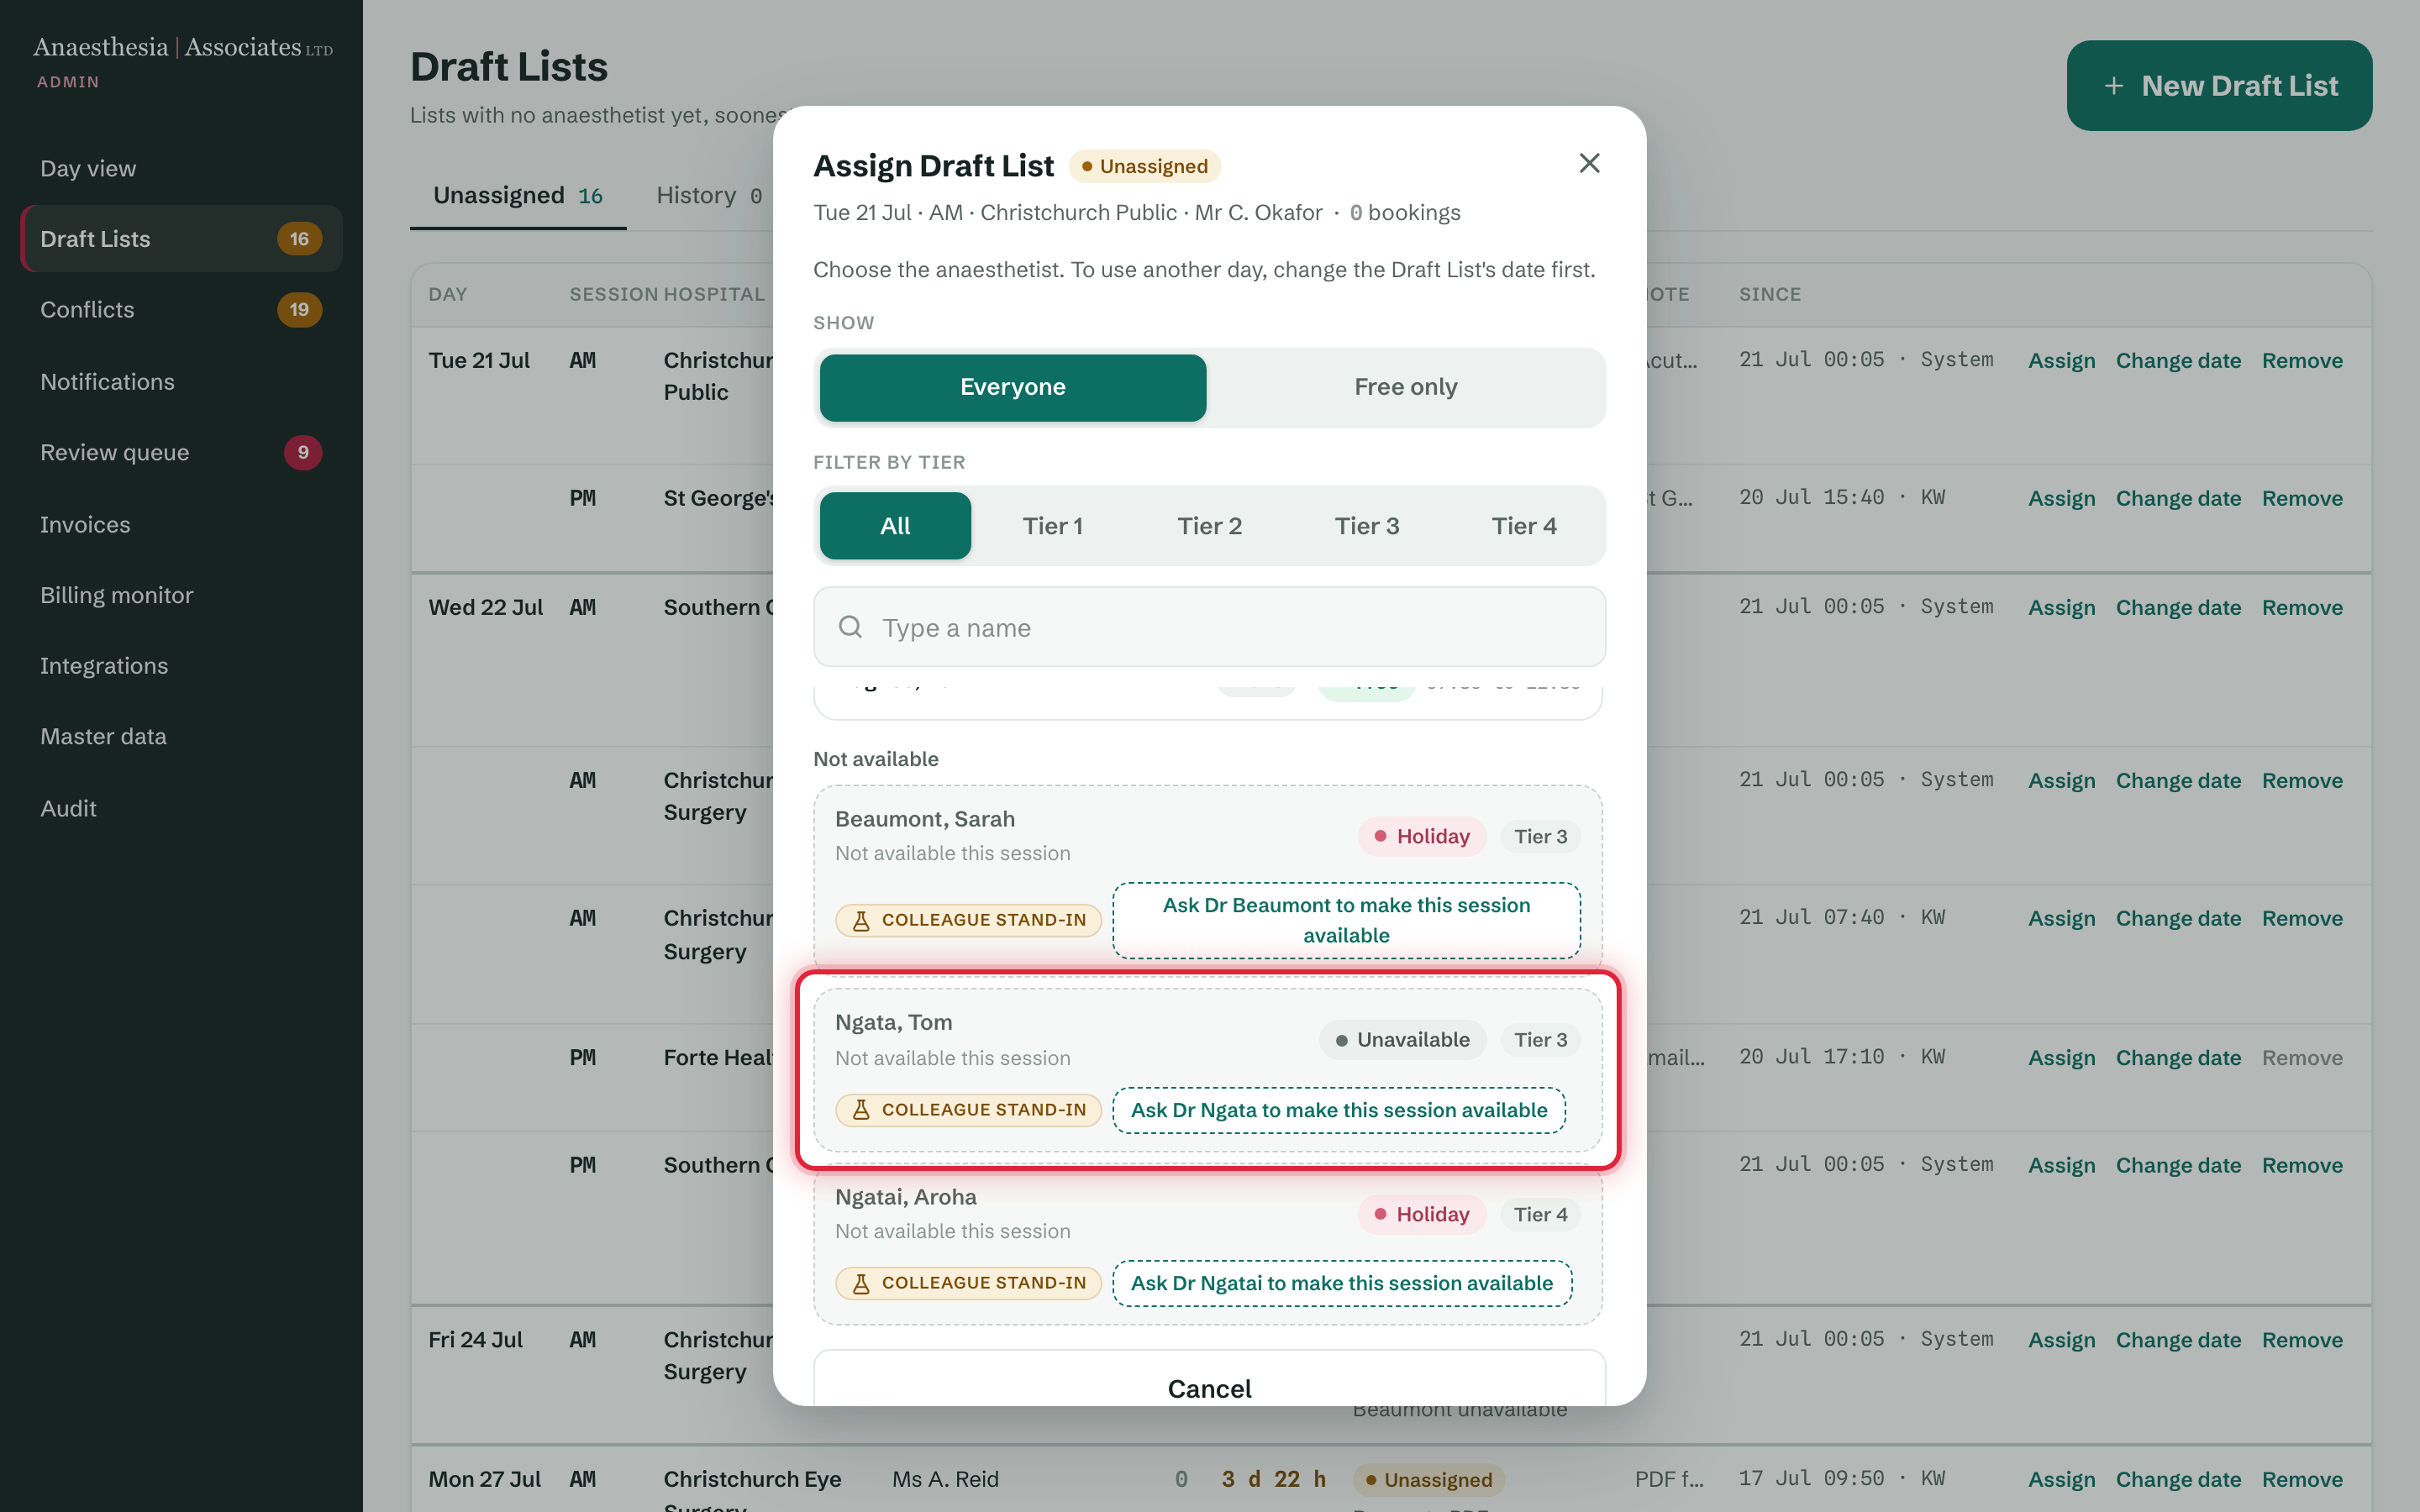 Anaesthesia | Associates LTD
ADMIN
Day view
Draft Lists 16
Conflicts 19
Notifications
Review queue 9
Invoices
Billing monitor
Integrations
Master data
Audit
Draft Lists
Lists with no anaesthetist yet,
+ New Draft List
Unassigned 16 History 0
DAY SESSION HOSPITAL SINCE
Tue 21 Jul AM
Public
21 Jul 00:05 · System Assign Change date Remove
PM St George's
20 Jul 15:40 · KW Assign Change date Remove
Wed 22 Jul AM Southern
21 Jul 00:05 · System Assign Change date Remove
AM
Surgery
21 Jul 00:05 · System Assign Change date Remove
AM
Surgery
21 Jul 07:40 · KW Assign Change date Remove
PM Forte
20 Jul 17:10 · KW Assign Change date Remove
PM Southern
21 Jul 00:05 · System Assign Change date Remove
Fri 24 Jul AM
Surgery
21 Jul 00:05 · System Assign Change date Remove
Beaumont unavailable
Mon 27 Jul AM Christchurch Eye Ms A. Reid 0 3 d 22 h Unassigned PDF f... 17 Jul 09:50 · KW Assign Change date Remove
Assign Draft List Unassigned
Tue 21 Jul · AM · Christchurch Public · Mr C. Okafor · 0 bookings
Choose the anaesthetist. To use another day, change the Draft List's date first.
SHOW
Everyone Free only
FILTER BY TIER
All Tier 1 Tier 2 Tier 3 Tier 4
Type a name
Not available
Beaumont, Sarah
Not available this session
Holiday Tier 3
COLLEAGUE STAND-IN
Ask Dr Beaumont to make this session
available
Ngata, Tom
Not available this session
Unavailable Tier 3
COLLEAGUE STAND-IN Ask Dr Ngata to make this session available
Ngatai, Aroha
Not available this session
Holiday Tier 4
COLLEAGUE STAND-IN Ask Dr Ngatai to make this session available
Cancel